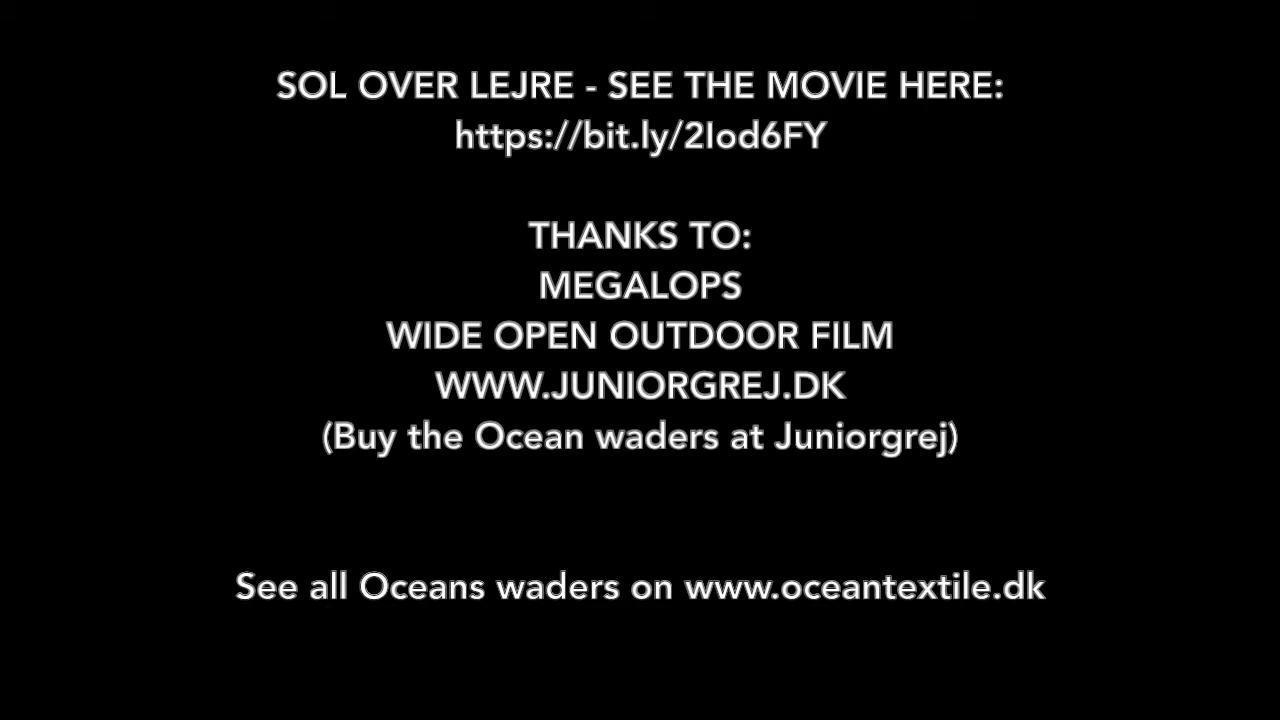 SOL OVER LEJRE - SEE THE MOVIE HERE:
https://bit.ly/2Iod6FY
THANKS TO:
MEGALOPS
WIDE OPEN OUTDOOR FILM
WWW.JUNIORGREJ.DK
(Buy the Ocean waders at Juniorgrej)
See all Oceans waders on www.oceantextile.dk